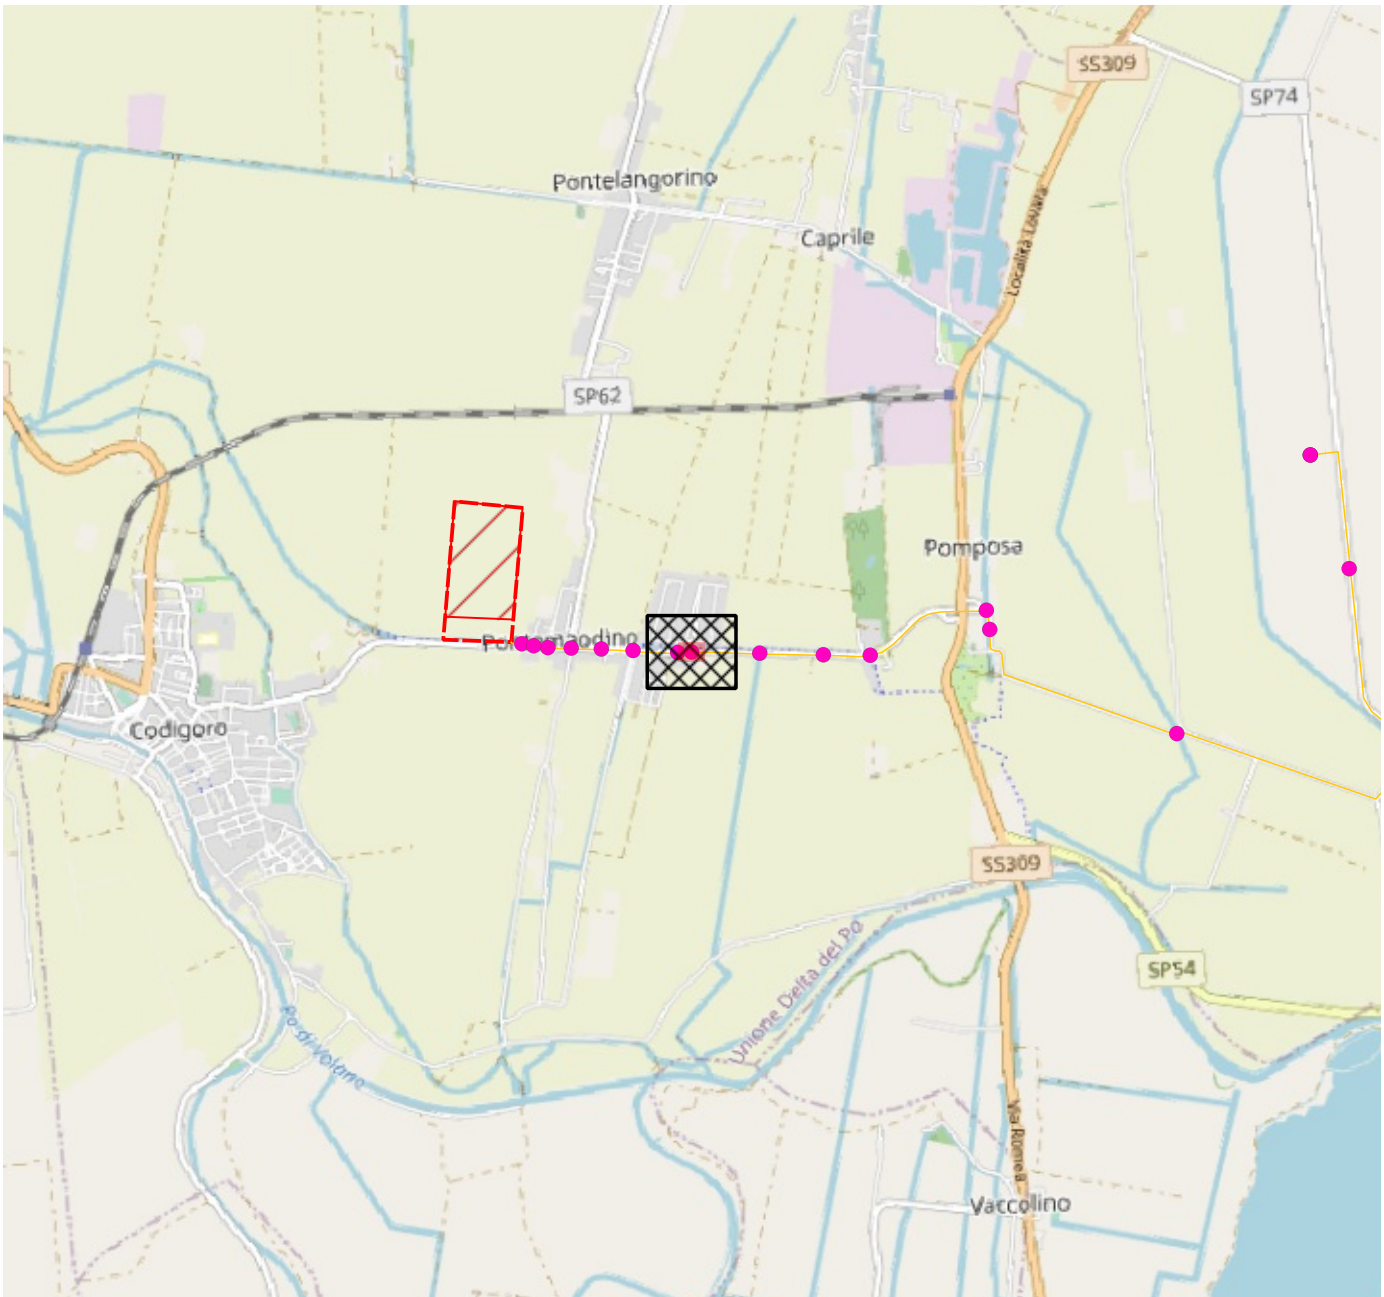 SS309
SP74
Pontelangorino
Caprile
Località Lovara
SP62
Pomposa
Pontemaodino
Codigoro
SS309
SP54
Unione Delta del Po
Po di Volano
Via Romea
Vaccolino